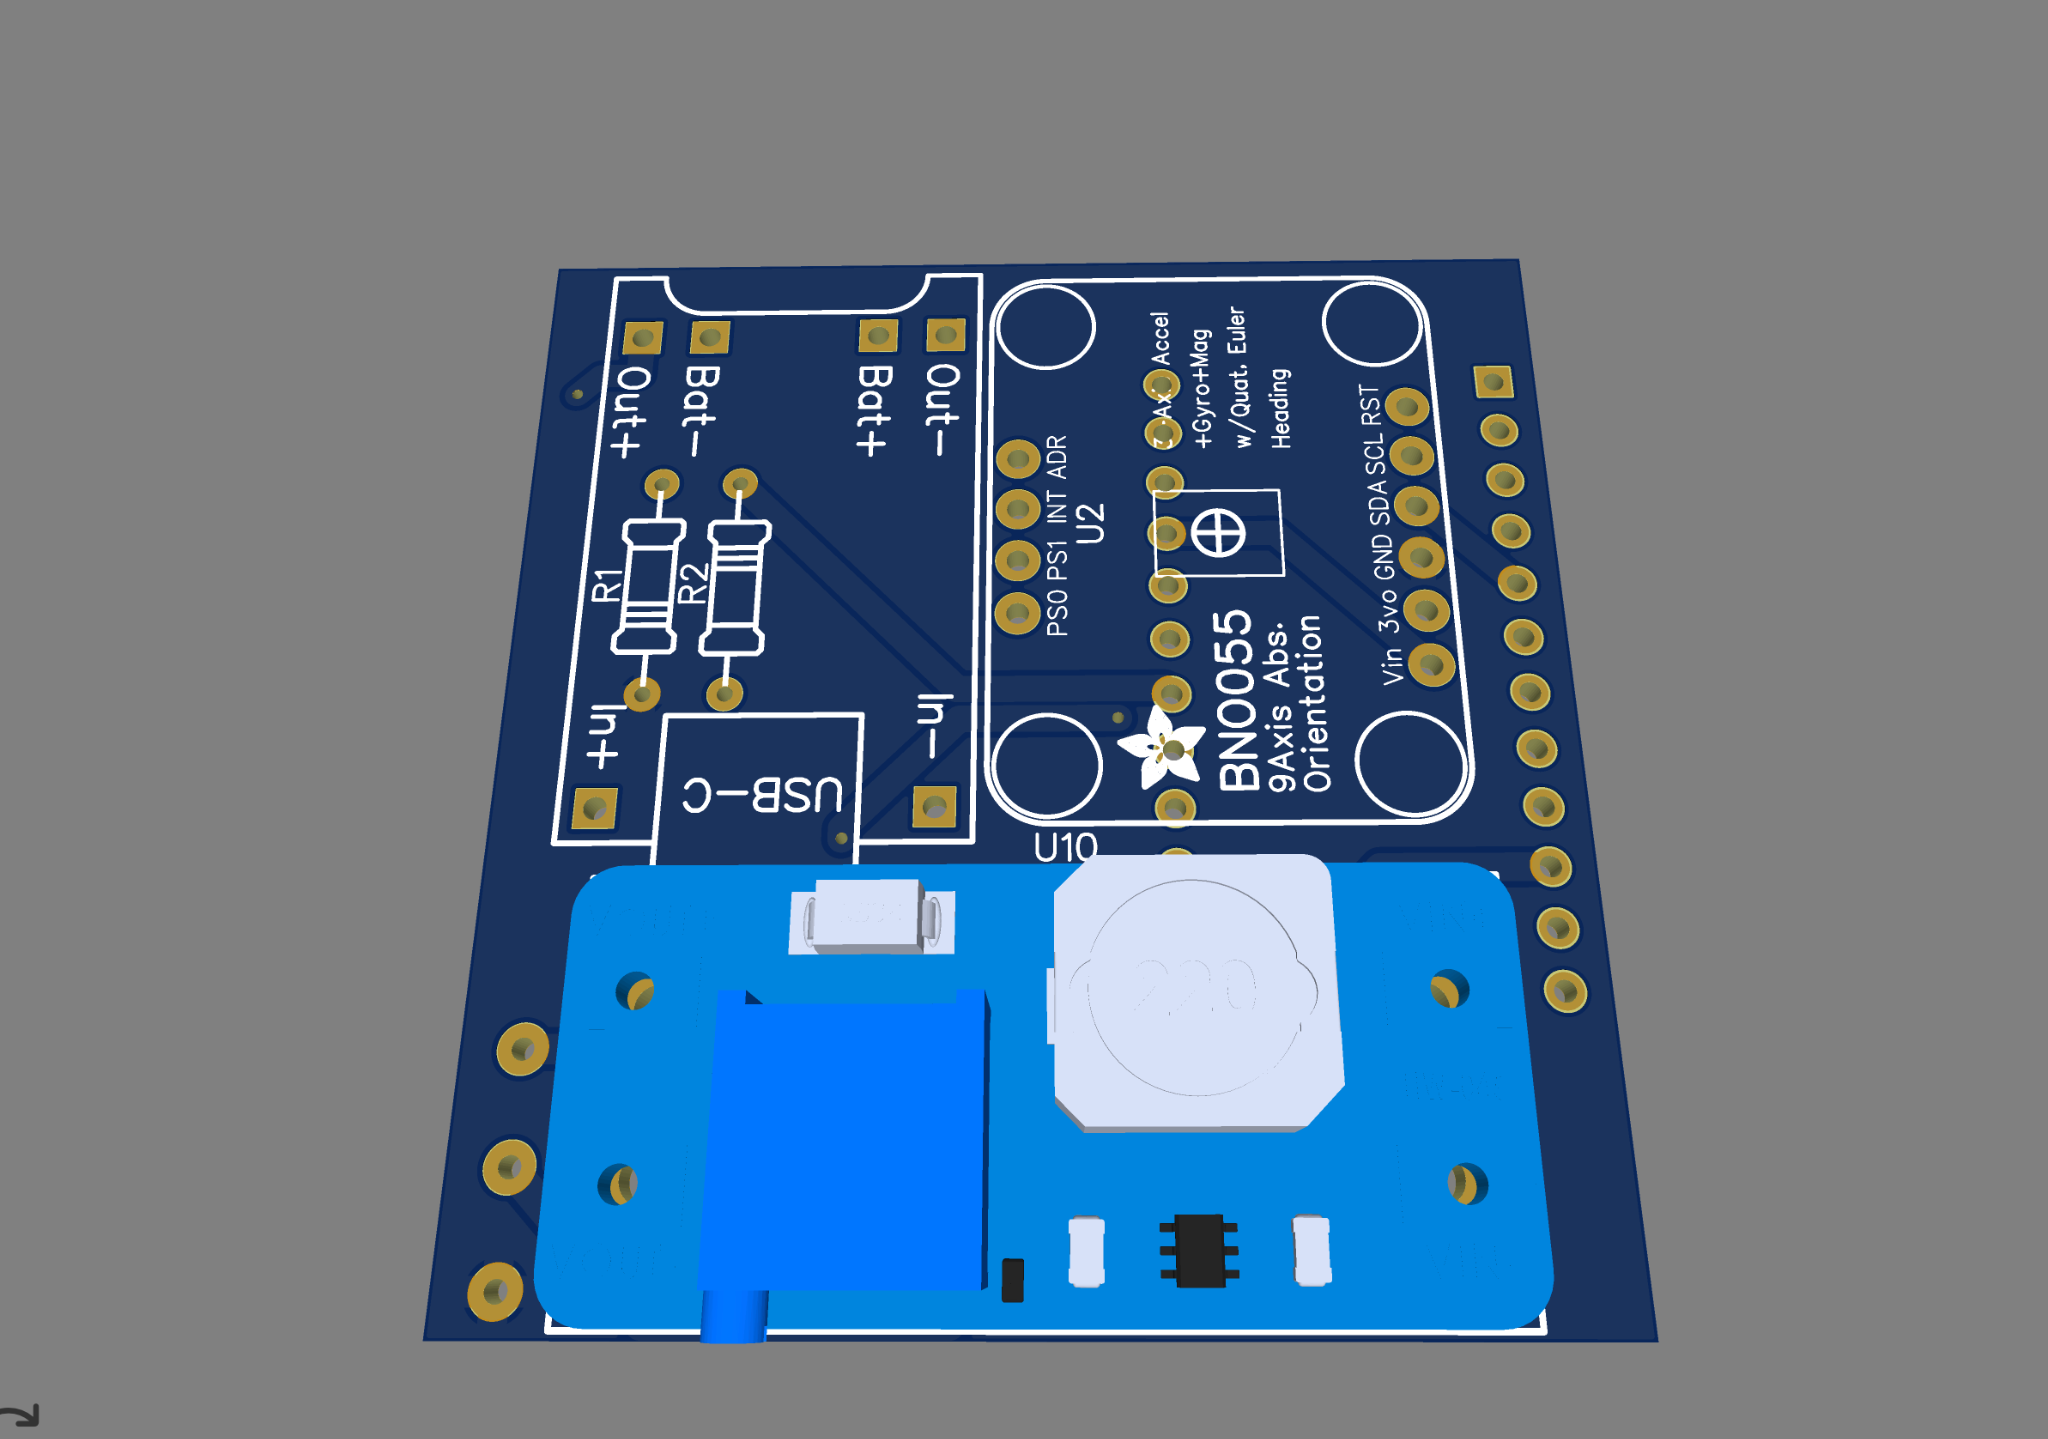 Out+
Bat-
Bat+
Out-
R1
R2
In+
In-
USB-C
ADR
INT
PS1
PS0
U2
Accel
+Gyro+Mag
w/Quat. Euler
Heading
RST
SCL
SDA
GND
3vo
Vin
BNO055
9Axis Abs.
Orientation
U10
220